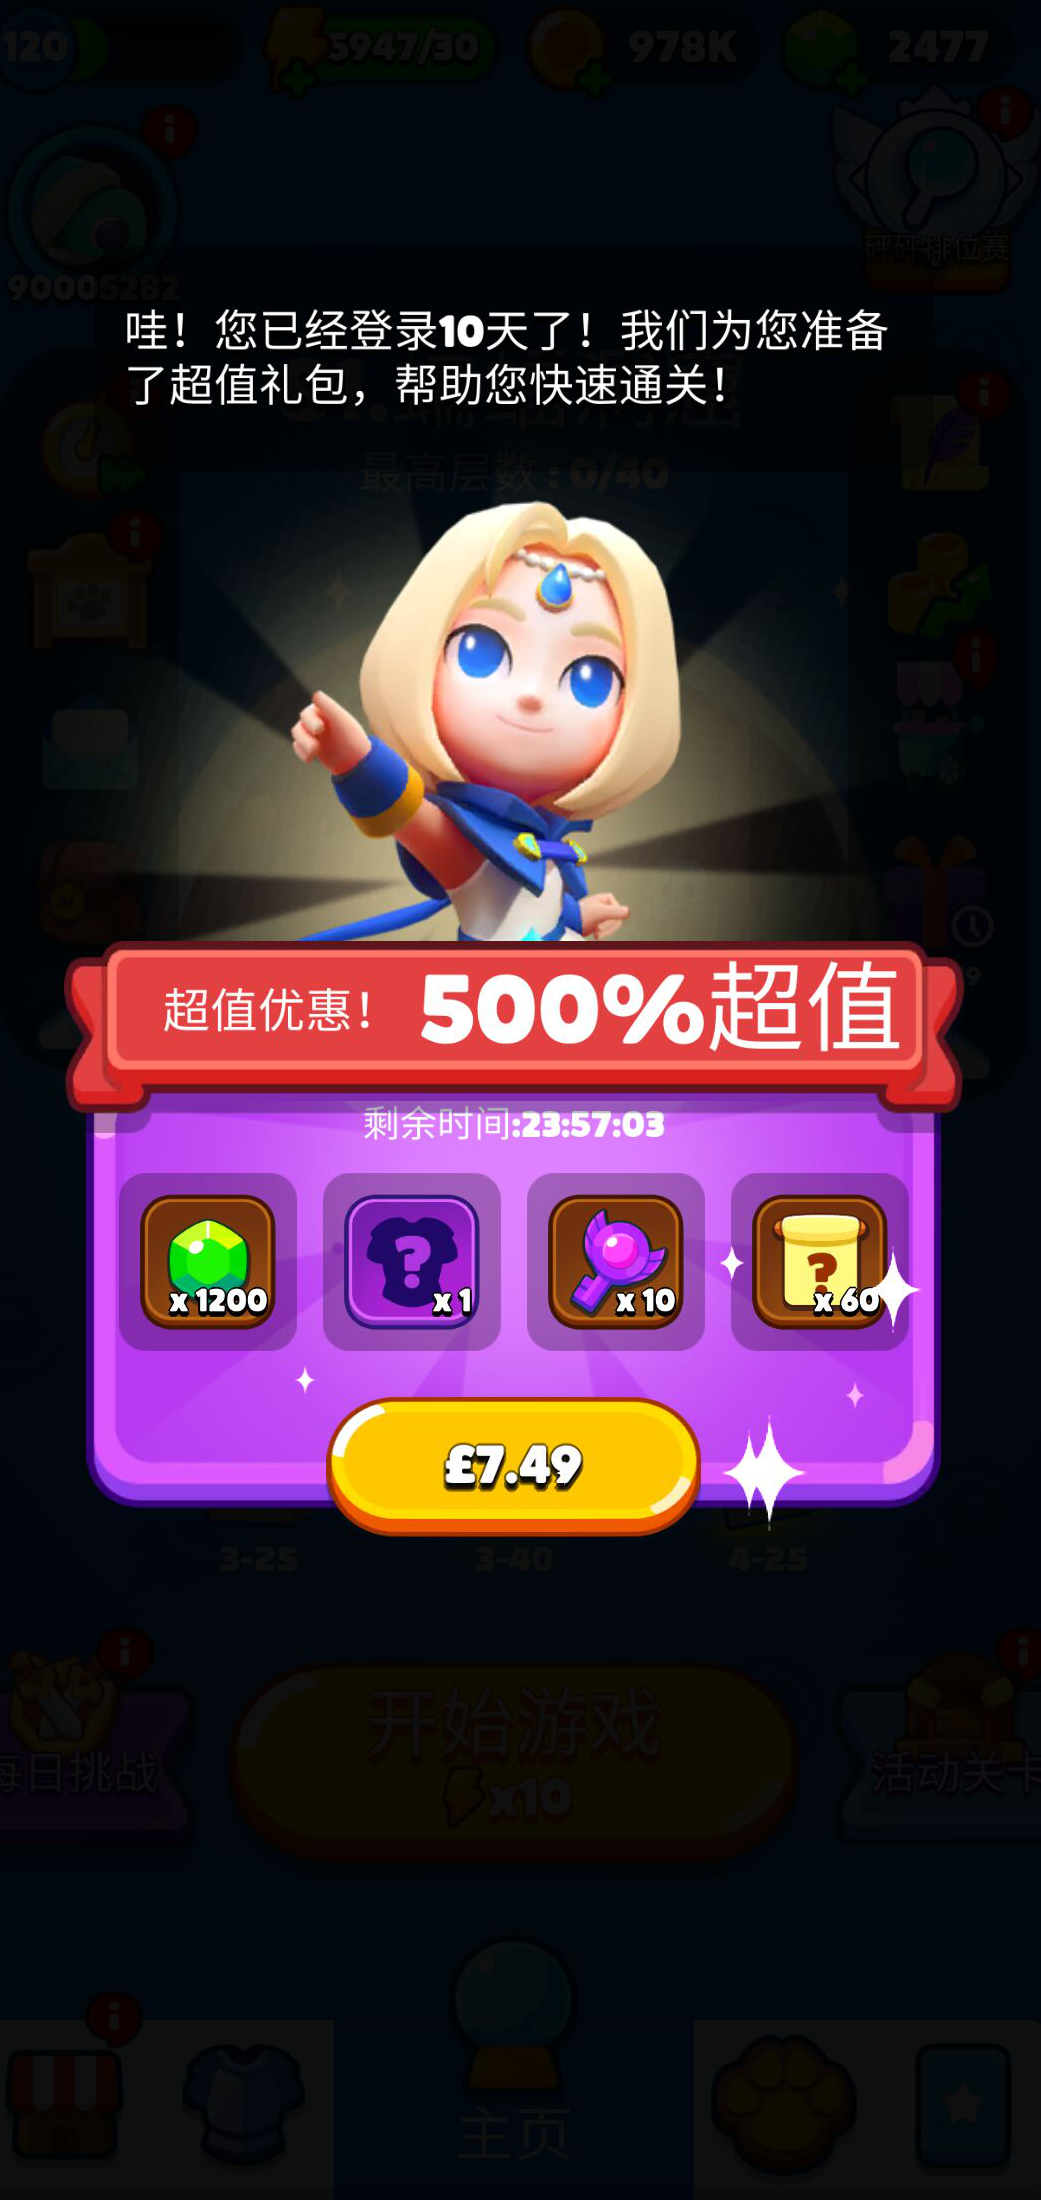 120
5947/30
978K
2477
90005282
砰砰排位赛
哇！您已经登录10天了！我们为您准备
了超值礼包，帮助您快速通关！
最高层数：0/40
超值优惠！ 500%超值
剩余时间:23:57:03
x 1200
?
x 1
x 10
?
x 60
£7.49
3-25
3-40
4-25
每日挑战
开始游戏
x10
活动关卡
主页